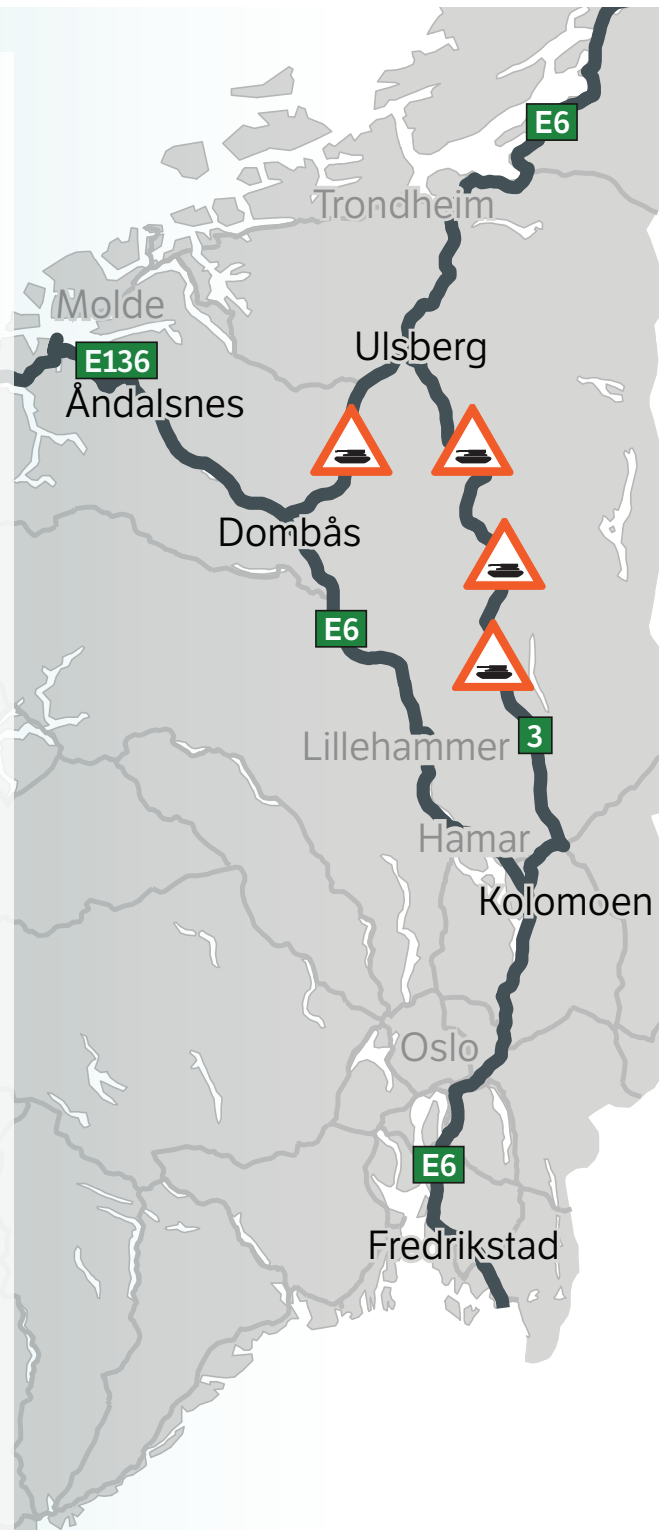 E6
Trondheim
Molde
Ulsberg
E136
Åndalsnes
Dombås
E6
Lillehammer
3
Hamar
Kolomoen
Oslo
E6
Fredrikstad